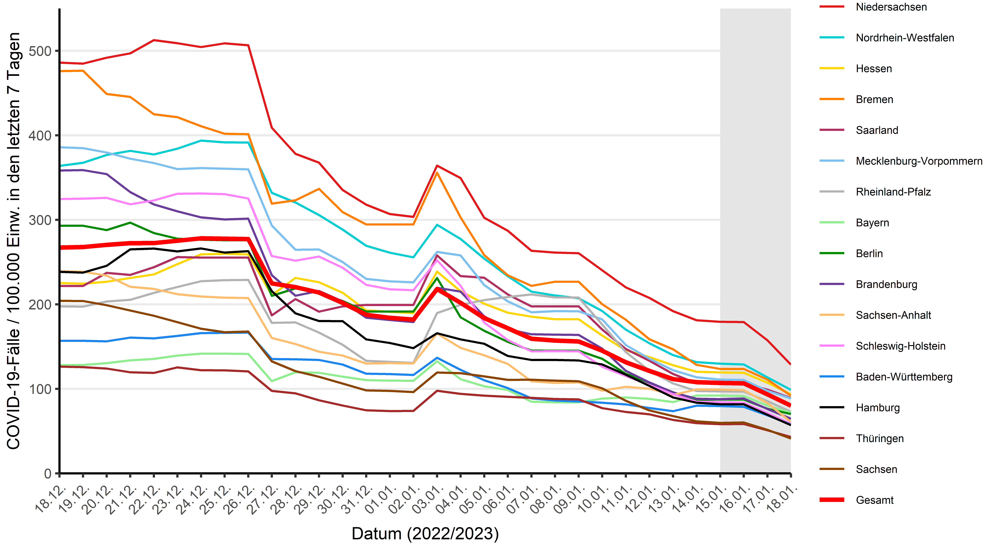 COVID-19-Fälle / 100.000 Einw. in den letzten 7 Tagen
500
400
300
200
100
0
18.12.
19.12.
20.12.
21.12.
22.12.
23.12.
24.12.
25.12.
26.12.
27.12.
28.12.
29.12.
30.12.
31.12.
01.01.
02.01.
03.01.
04.01.
05.01.
06.01.
07.01.
08.01.
09.01.
10.01.
11.01.
12.01.
13.01.
14.01.
15.01.
16.01.
17.01.
18.01.
Datum (2022/2023)
Niedersachsen
Nordrhein-Westfalen
Hessen
Bremen
Saarland
Mecklenburg-Vorpommern
Rheinland-Pfalz
Bayern
Berlin
Brandenburg
Sachsen-Anhalt
Schleswig-Holstein
Baden-Württemberg
Hamburg
Thüringen
Sachsen
Gesamt